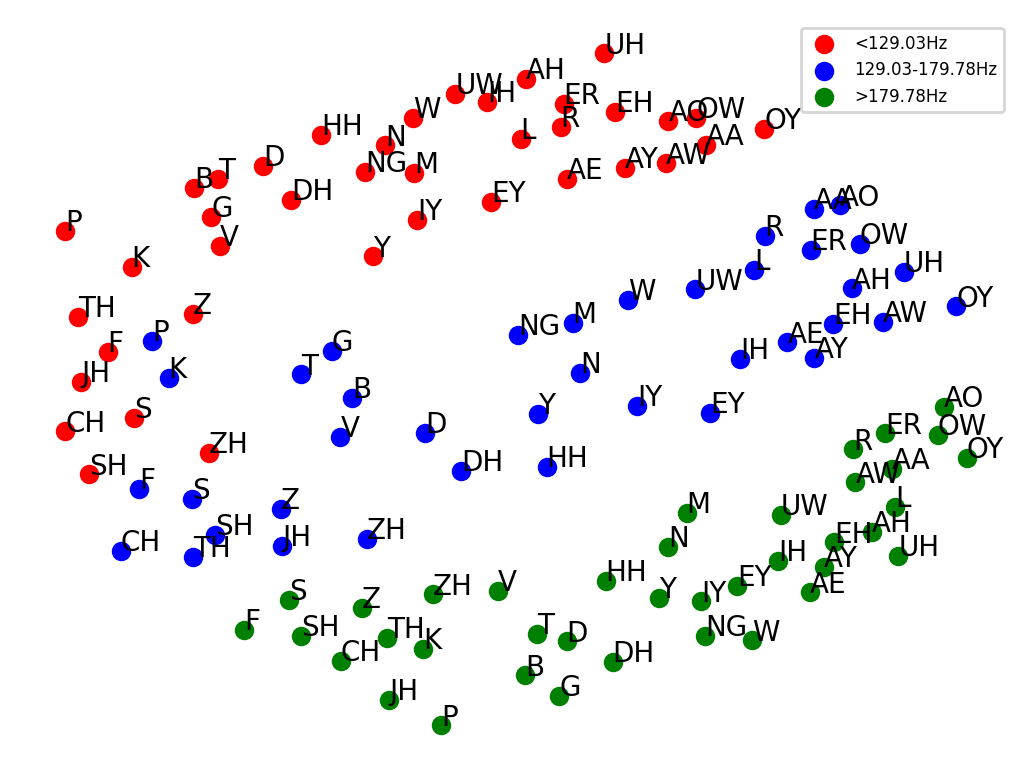 UH
<129.03Hz
129.03-179.78Hz
>179.78Hz
AH
UW
IH
ER
EH
W
R
AO
OW
OY
HH
N
L
AA
D
NG
M
AE
AY
AW
B
T
DH
EY
G
IY
P
V
Y
K
AA
AO
R
ER
OW
L
UH
TH
Z
W
UW
AH
OY
F
P
G
NG
M
EH
AW
JH
K
T
N
IH
AE
AY
CH
S
B
Y
IY
EY
AO
SH
ZH
V
D
DH
HH
R
ER
OW
OY
F
S
Z
M
UW
AW
AA
L
CH
SH
TH
JH
ZH
N
IH
EH
AH
UH
S
Z
ZH
V
HH
Y
IY
EY
AY
AE
F
SH
TH
K
T
D
NG
W
CH
B
G
DH
JH
P